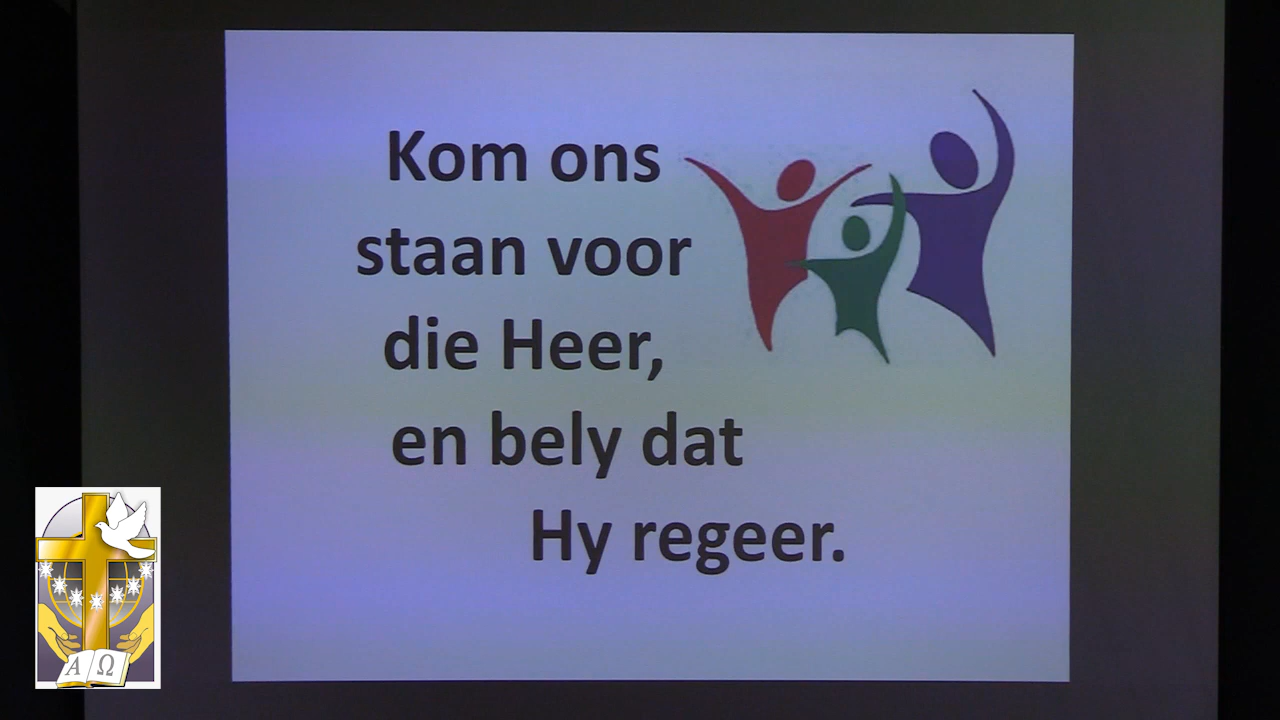 Kom ons
staan voor
die Heer,
en bely dat
Hy regeer.
Α Ω